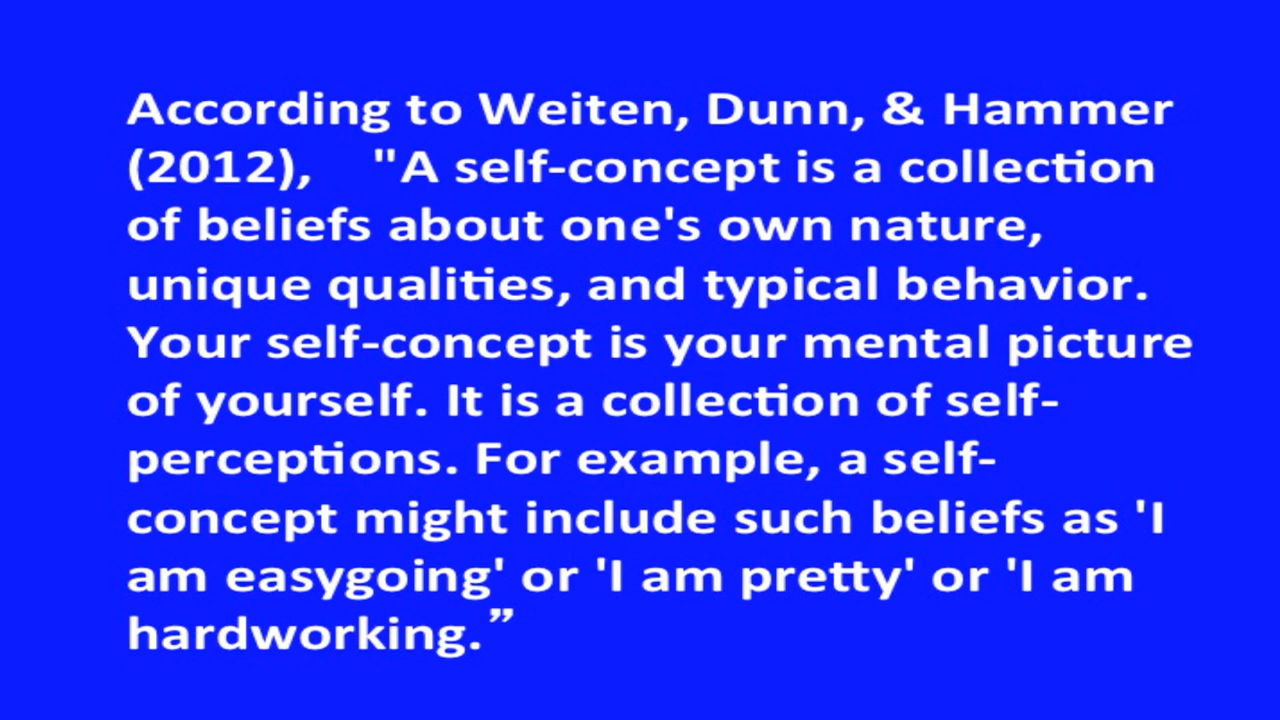 According to Weiten, Dunn, & Hammer
(2012), "A self-concept is a collection
of beliefs about one's own nature,
unique qualities, and typical behavior.
Your self-concept is your mental picture
of yourself. It is a collection of self-
perceptions. For example, a self-
concept might include such beliefs as 'I
am easygoing' or 'I am pretty' or 'I am
hardworking.”